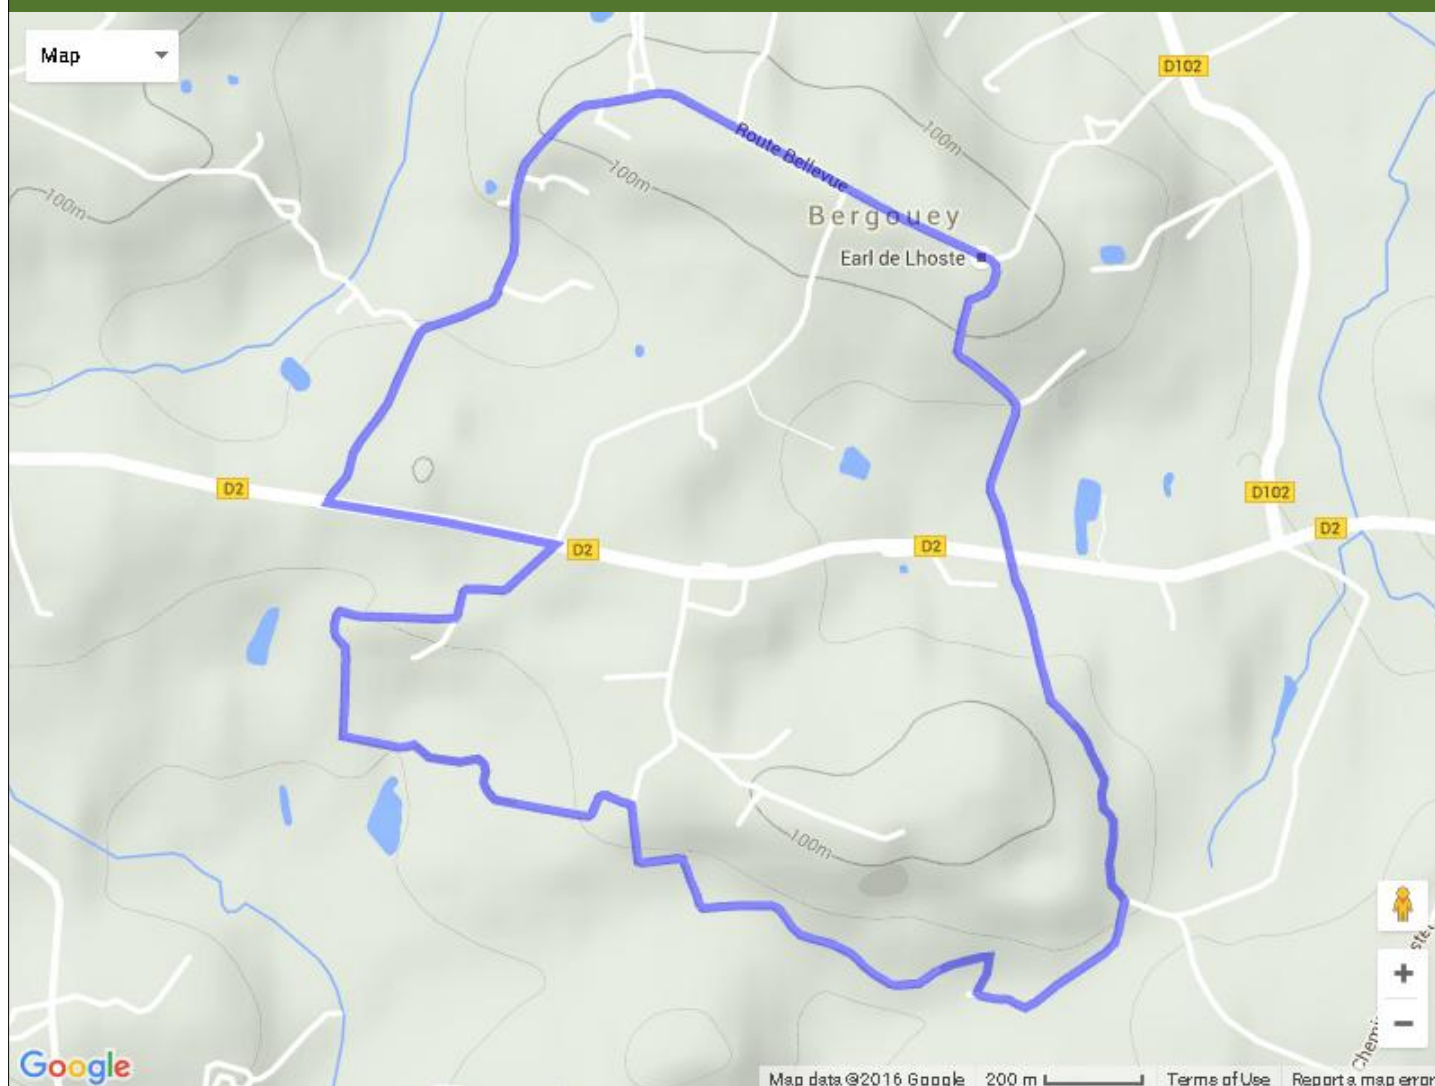 Map
D102
100m
Route Bellevue
100m
100m
Bergouey
Earl de Lhoste
D2
D102
D2
D2
D2
100m
Google
Map data ©2016 Google
200 m
Terms of Use
Report a map error